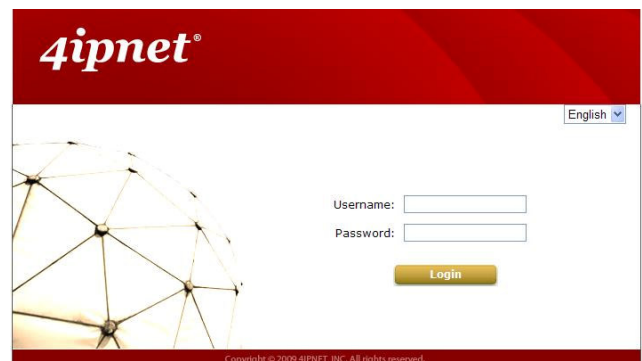 4ipnet®
English
Username:
Password:
Login
Copyright © 2009 4IPNET, INC. All rights reserved.